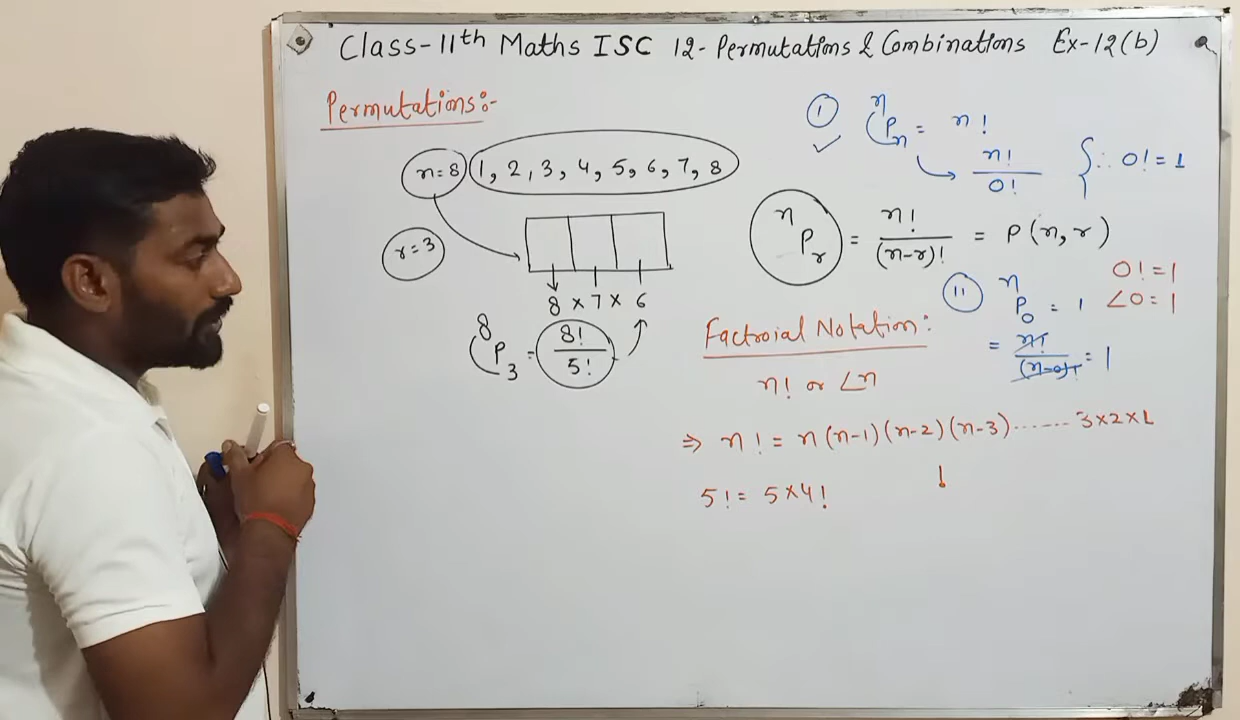 Class-11th Maths ISC 12-Permutations & Combinations Ex-12(b)
Permutations:-
n=8 1, 2, 3, 4, 5, 6, 7, 8
r=3
8 × 7 × 6
⁸P₃ = 8!/5!
(i) ⁿPₙ = n!
n!/0! { ∴ 0! = 1
ⁿPᵣ = n!/(n-r)! = P(n,r)
(ii) ⁿP₀ = 1
= n!/(n-0)! = 1
0! = 1
∠0 = 1
Factroial Notation:
n! or ∠n
⇒ n! = n(n-1)(n-2)(n-3)......3×2×1
5! = 5×4!
!